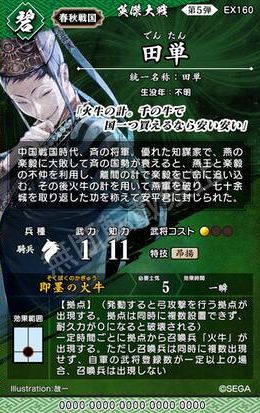 碧
春秋戦国
英傑大戦
第5弾
EX160
でん たん
田単
統一名称：田単
生没年：不明
「火牛の計。千の牛で
国一つ買えるなら安い安い」
中国戦国時代、斉の将軍。優れた知謀家で、燕の
楽毅に大敗して斉の国勢が衰えると、燕王と楽毅
の不仲を利用し、離間の計で楽毅を亡命に追い込
む。その後火牛の計を用いて燕軍を破り、七十余
城を取り返した功を称えて安平君に封じられた。
兵種
武力
知力
武将コスト
騎兵
1
11
特技
昂揚
そくぼくのかぎゅう
即墨の火牛
必要士気
5
効果時間
一瞬
効果範囲
【拠点】（発動すると弓攻撃を行う拠点が
出現する。拠点は同時に複数設置できず、
耐久力が0になると破壊される）
一定時間ごとに拠点から召喚兵「火牛」が
出現する。ただし召喚兵は同時に複数出現
せず、自軍の武将登録数が一定以上の場
合、召喚兵は出現しない
Illustration:故一
©SEGA
0000-0000-0000-0000-0000